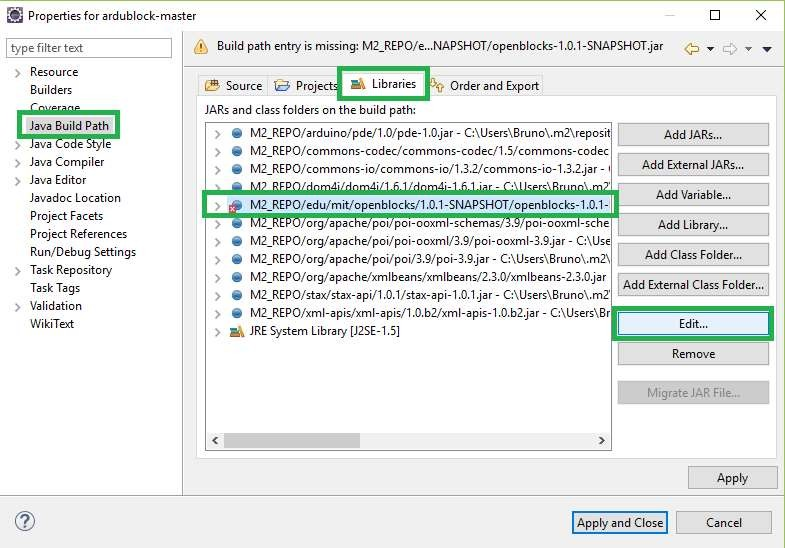 Properties for ardublock-master
type filter text
Resource
Builders
Coverage
Java Build Path
Java Code Style
Java Compiler
Java Editor
Javadoc Location
Project Facets
Project References
Run/Debug Settings
Task Repository
Task Tags
Validation
WikiText
Build path entry is missing: M2_REPO/e...NAPSHOT/openblocks-1.0.1-SNAPSHOT.jar
Source
Projects
Libraries
Order and Export
JARs and class folders on the build path:
M2_REPO/arduino/pde/1.0/pde-1.0.jar - C:\Users\Bruno\.m2\reposit
M2_REPO/commons-codec/commons-codec/1.5/commons-codec
M2_REPO/commons-io/commons-io/1.3.2/commons-io-1.3.2.jar -
M2_REPO/dom4j/dom4j/1.6.1/dom4j-1.6.1.jar - C:\Users\Bruno\.m2\
M2_REPO/edu/mit/openblocks/1.0.1-SNAPSHOT/openblocks-1.0.1-
M2_REPO/org/apache/poi/poi-ooxml-schemas/3.9/poi-ooxml-sche
M2_REPO/org/apache/poi/poi-ooxml/3.9/poi-ooxml-3.9.jar - C:\Us
M2_REPO/org/apache/poi/poi/3.9/poi-3.9.jar - C:\Users\Bruno\.m2
M2_REPO/org/apache/xmlbeans/xmlbeans/2.3.0/xmlbeans-2.3.0.jar
M2_REPO/stax/stax-api/1.0.1/stax-api-1.0.1.jar - C:\Users\Bruno\.m2\
M2_REPO/xml-apis/xml-apis/1.0.b2/xml-apis-1.0.b2.jar - C:\Users\Br
JRE System Library [J2SE-1.5]
Add JARs...
Add External JARs...
Add Variable...
Add Library...
Add Class Folder...
Add External Class Folder...
Edit...
Remove
Migrate JAR File...
Apply
Apply and Close
Cancel